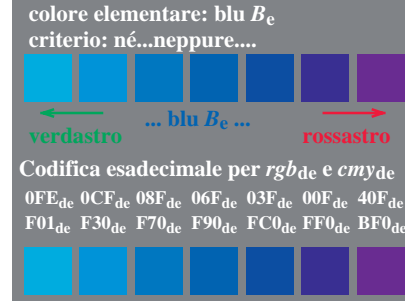 colore elementare: blu Be
criterio: né...neppure....
... blu Be ...
verdastro rossastro
Codifica esadecimale per rgbde e cmyde
0FEde 0CFde 08Fde 06Fde 03Fde 00Fde 40Fde
F01de F30de F70de F90de FC0de FF0de BF0de